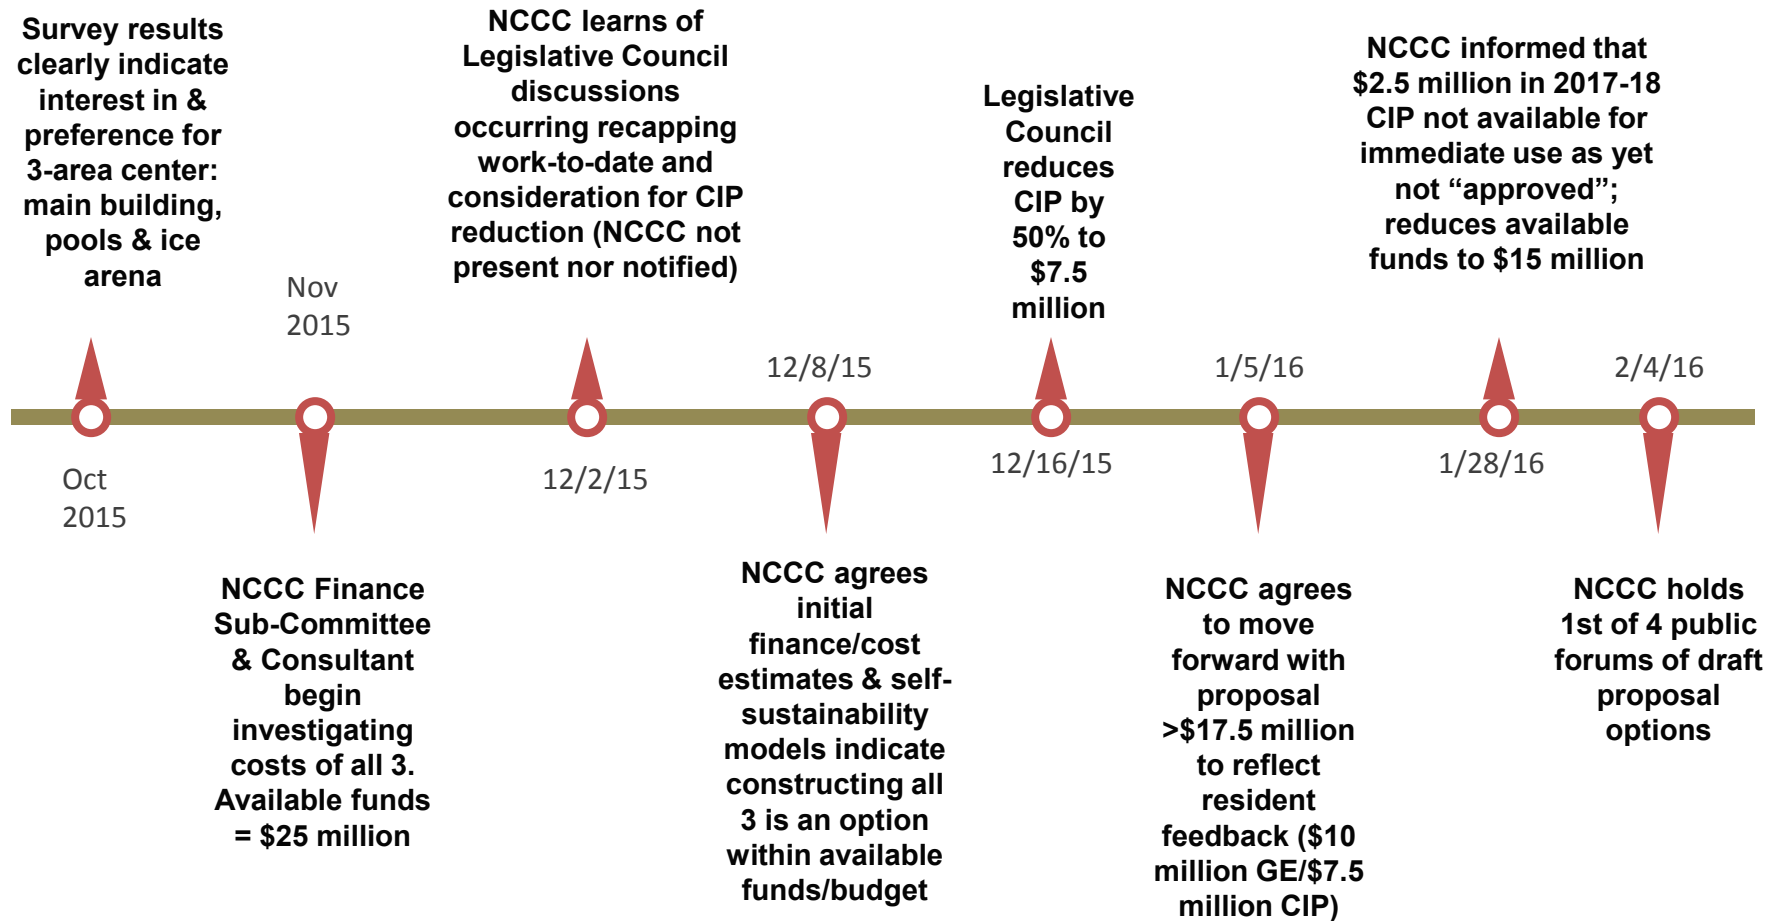 Survey results
clearly indicate
interest in &
preference for
3-area center:
main building,
pools & ice
arena
Oct
2015
Nov
2015
NCCC Finance
Sub-Committee
& Consultant
begin
investigating
costs of all 3.
Available funds
= $25 million
NCCC learns of
Legislative Council
discussions
occurring recapping
work-to-date and
consideration for CIP
reduction (NCCC not
present nor notified)
12/2/15
12/8/15
NCCC agrees
initial
finance/cost
estimates & self-
sustainability
models indicate
constructing all
3 is an option
within available
funds/budget
Legislative
Council
reduces
CIP by
50% to
$7.5
million
12/16/15
1/5/16
NCCC agrees
to move
forward with
proposal
>$17.5 million
to reflect
resident
feedback ($10
million GE/$7.5
million CIP)
NCCC informed that
$2.5 million in 2017-18
CIP not available for
immediate use as yet
not “approved”;
reduces available
funds to $15 million
1/28/16
2/4/16
NCCC holds
1st of 4 public
forums of draft
proposal
options